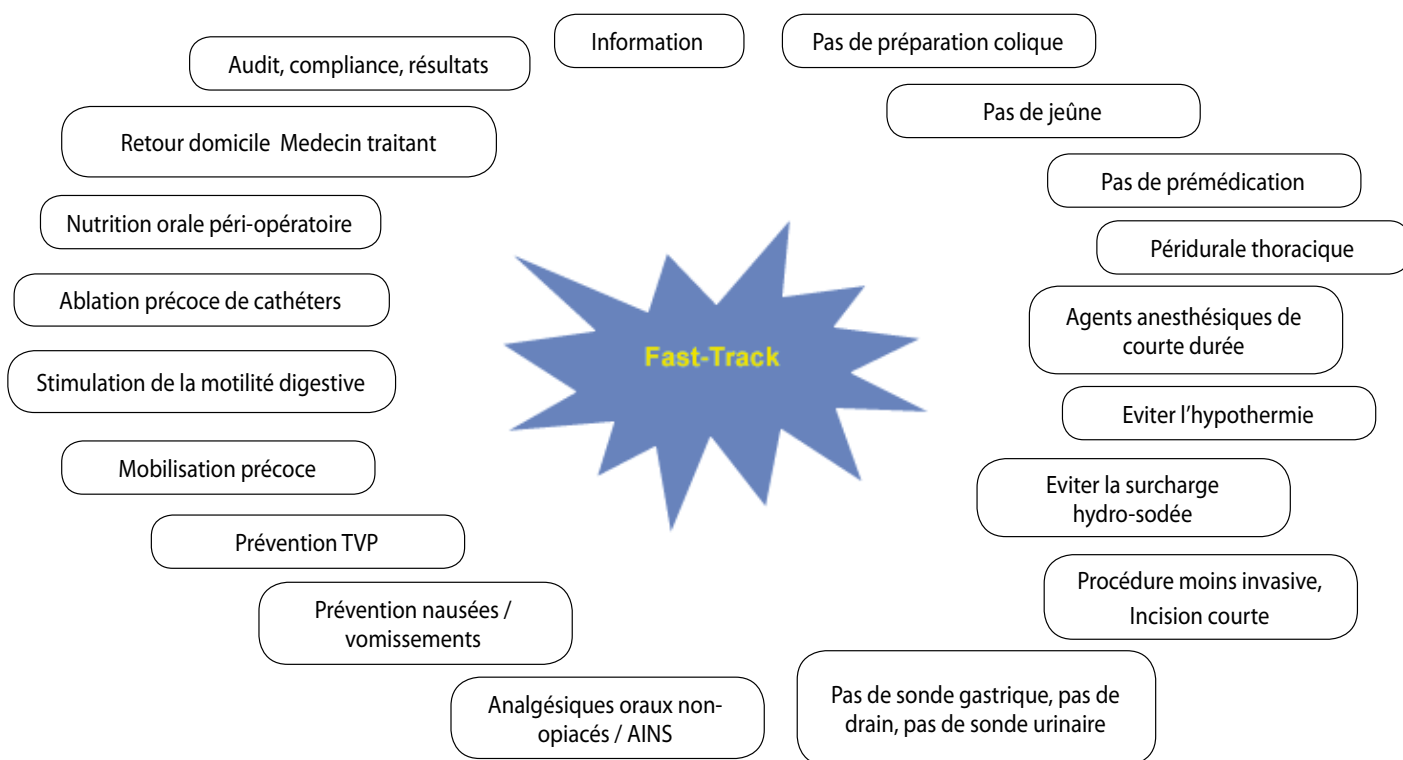 Information
Pas de préparation colique
Audit, compliance, résultats
Pas de jeûne
Retour domicile Medecin traitant
Pas de prémédication
Nutrition orale péri-opératoire
Péridurale thoracique
Ablation précoce de cathéters
Agents anesthésiques de
courte durée
Fast-Track
Stimulation de la motilité digestive
Eviter l’hypothermie
Mobilisation précoce
Eviter la surcharge
hydro-sodée
Prévention TVP
Procédure moins invasive,
Incision courte
Prévention nausées /
vomissements
Pas de sonde gastrique, pas de
drain, pas de sonde urinaire
Analgésiques oraux non-
opiacés / AINS